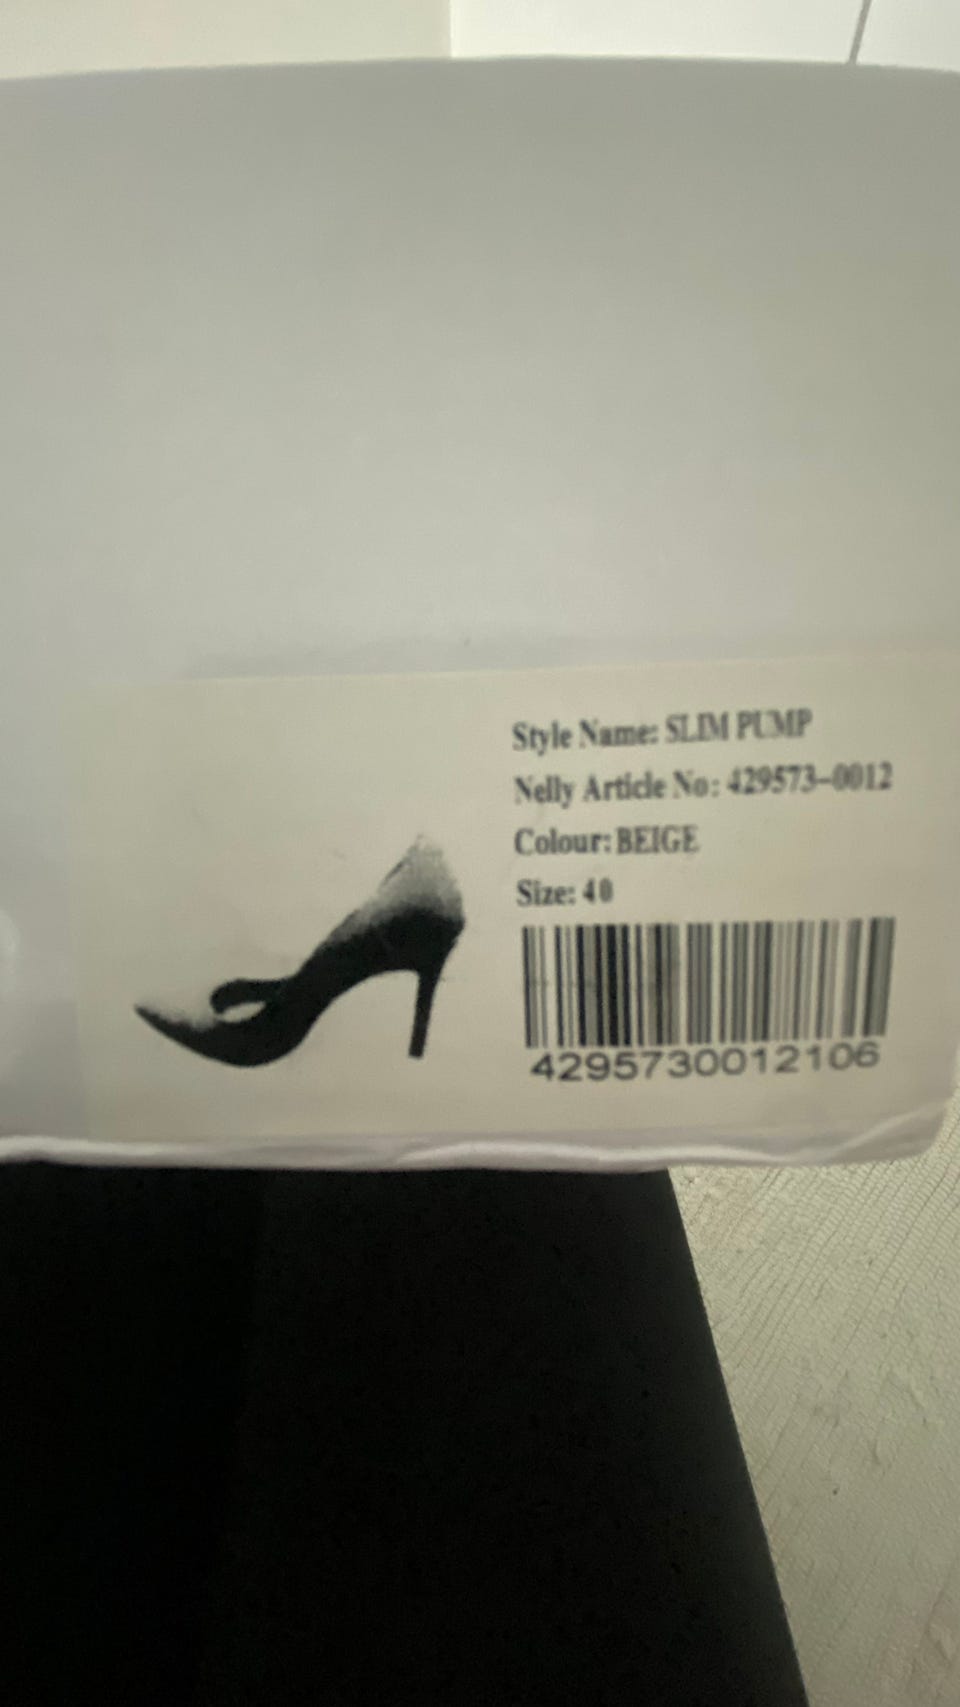 Style Name: SLIM PUMP
Nelly Article No: 429573-0012
Colour: BEIGE
Size: 40
4295730012106